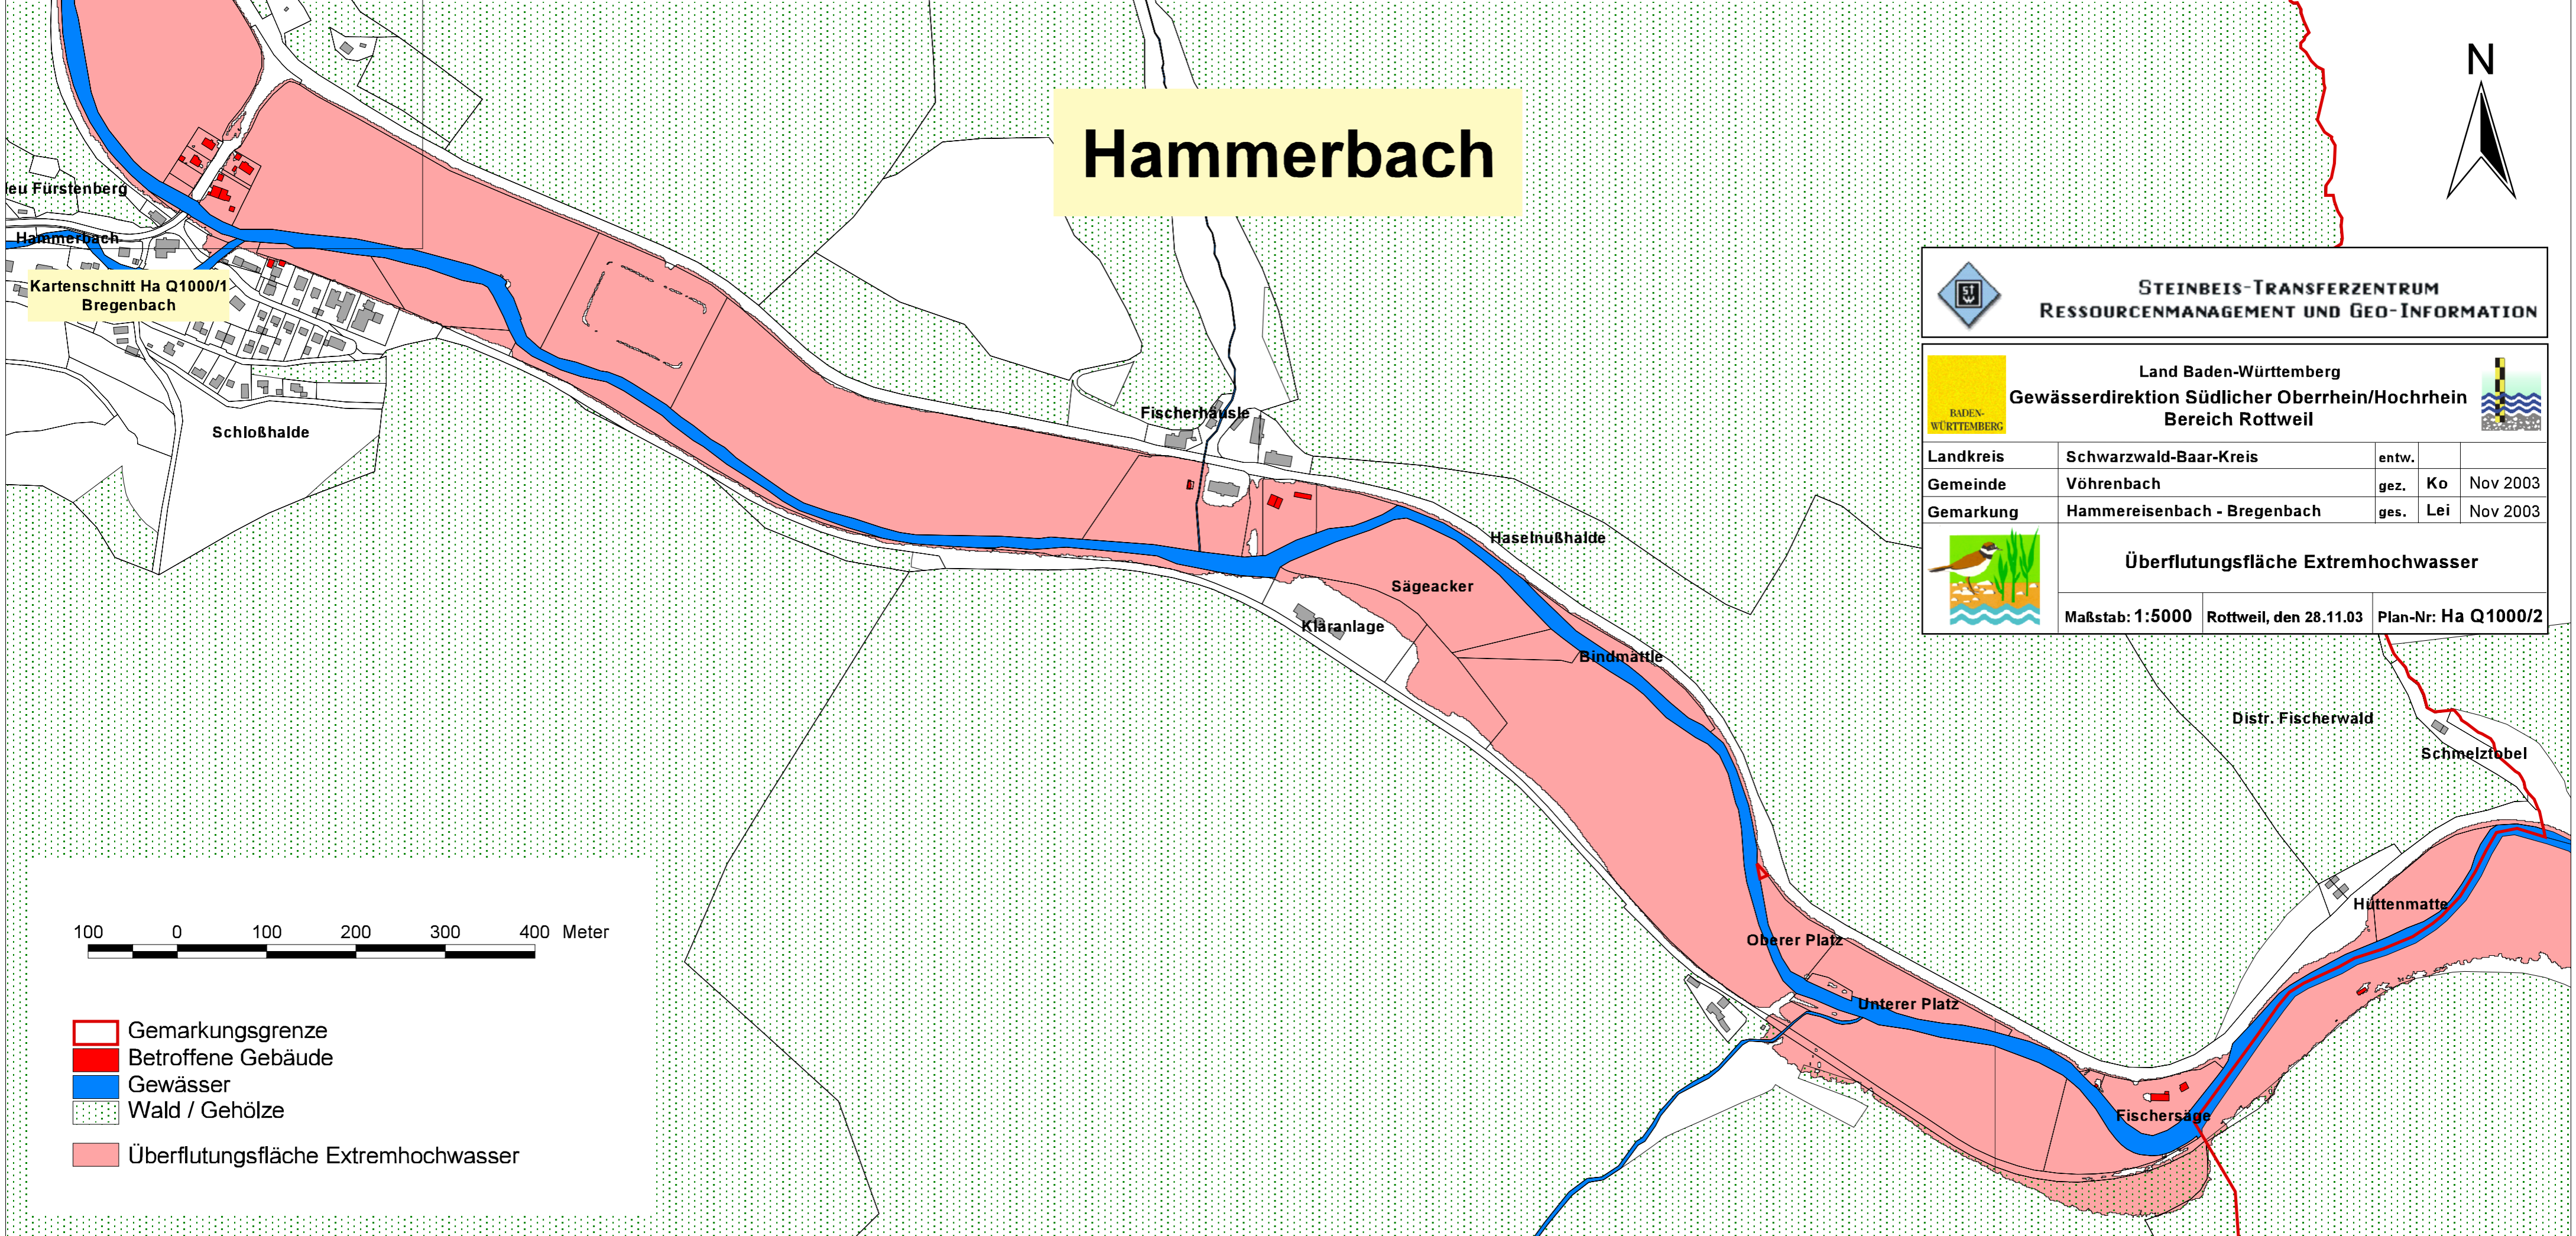 Hammerbach
N
eu Fürstenberg
Hammerbach
Kartenschnitt Ha Q1000/1
Bregenbach
Schloßhalde
Fischerhäusle
Haselnußhalde
Sägeacker
Kläranlage
Bindmättle
Distr. Fischerwald
Schmelztobel
Hüttenmatte
Oberer Platz
Unterer Platz
Fischersäge
STEINBEIS-TRANSFERZENTRUM
RESSOURCENMANAGEMENT UND GEO-INFORMATION
ST
W
BADEN-
WÜRTTEMBERG
Land Baden-Württemberg
Gewässerdirektion Südlicher Oberrhein/Hochrhein
Bereich Rottweil
Landkreis Schwarzwald-Baar-Kreis entw.
Gemeinde Vöhrenbach gez. Ko Nov 2003
Gemarkung Hammereisenbach - Bregenbach ges. Lei Nov 2003
Überflutungsfläche Extremhochwasser
Maßstab: 1:5000 Rottweil, den 28.11.03 Plan-Nr: Ha Q1000/2
100 0 100 200 300 400 Meter
Gemarkungsgrenze
Betroffene Gebäude
Gewässer
Wald / Gehölze
Überflutungsfläche Extremhochwasser